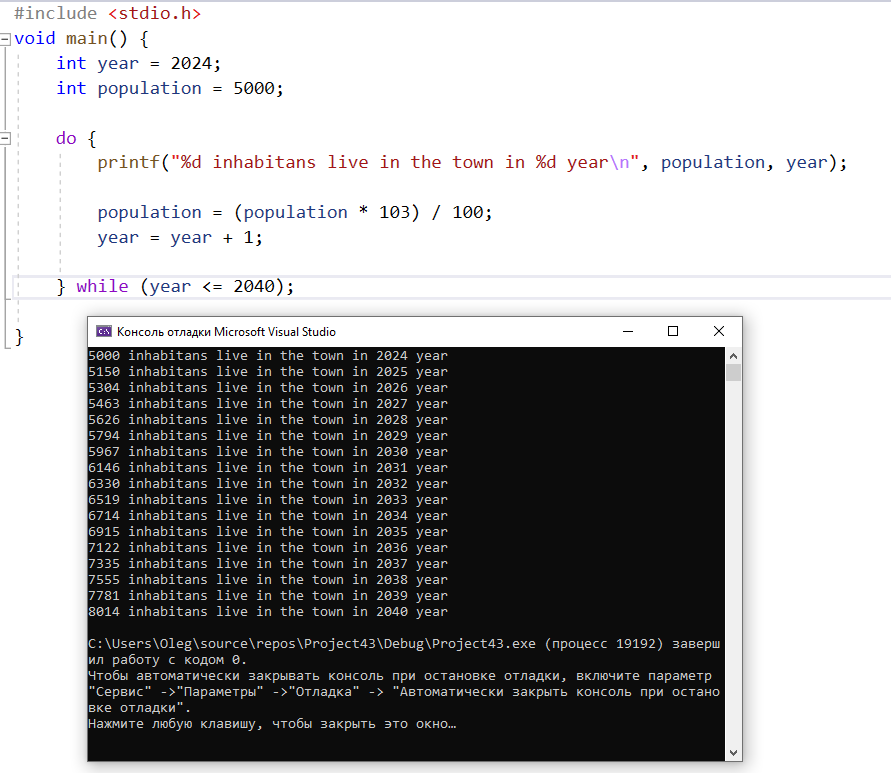 #include <stdio.h>
void main() {
int year = 2024;
int population = 5000;
do {
printf("%d inhabitans live in the town in %d year\n", population, year);
population = (population * 103) / 100;
year = year + 1;
} while (year <= 2040);
}
Консоль отладки Microsoft Visual Studio
5000 inhabitans live in the town in 2024 year
5150 inhabitans live in the town in 2025 year
5304 inhabitans live in the town in 2026 year
5463 inhabitans live in the town in 2027 year
5626 inhabitans live in the town in 2028 year
5794 inhabitans live in the town in 2029 year
5967 inhabitans live in the town in 2030 year
6146 inhabitans live in the town in 2031 year
6330 inhabitans live in the town in 2032 year
6519 inhabitans live in the town in 2033 year
6714 inhabitans live in the town in 2034 year
6915 inhabitans live in the town in 2035 year
7122 inhabitans live in the town in 2036 year
7335 inhabitans live in the town in 2037 year
7555 inhabitans live in the town in 2038 year
7781 inhabitans live in the town in 2039 year
8014 inhabitans live in the town in 2040 year
C:\Users\Oleg\source\repos\Project43\Debug\Project43.exe (процесс 19192) заверш
ил работу с кодом 0.
Чтобы автоматически закрывать консоль при остановке отладки, включите параметр
"Сервис" ->"Параметры" ->"Отладка" -> "Автоматически закрыть консоль при остано
вке отладки".
Нажмите любую клавишу, чтобы закрыть это окно…